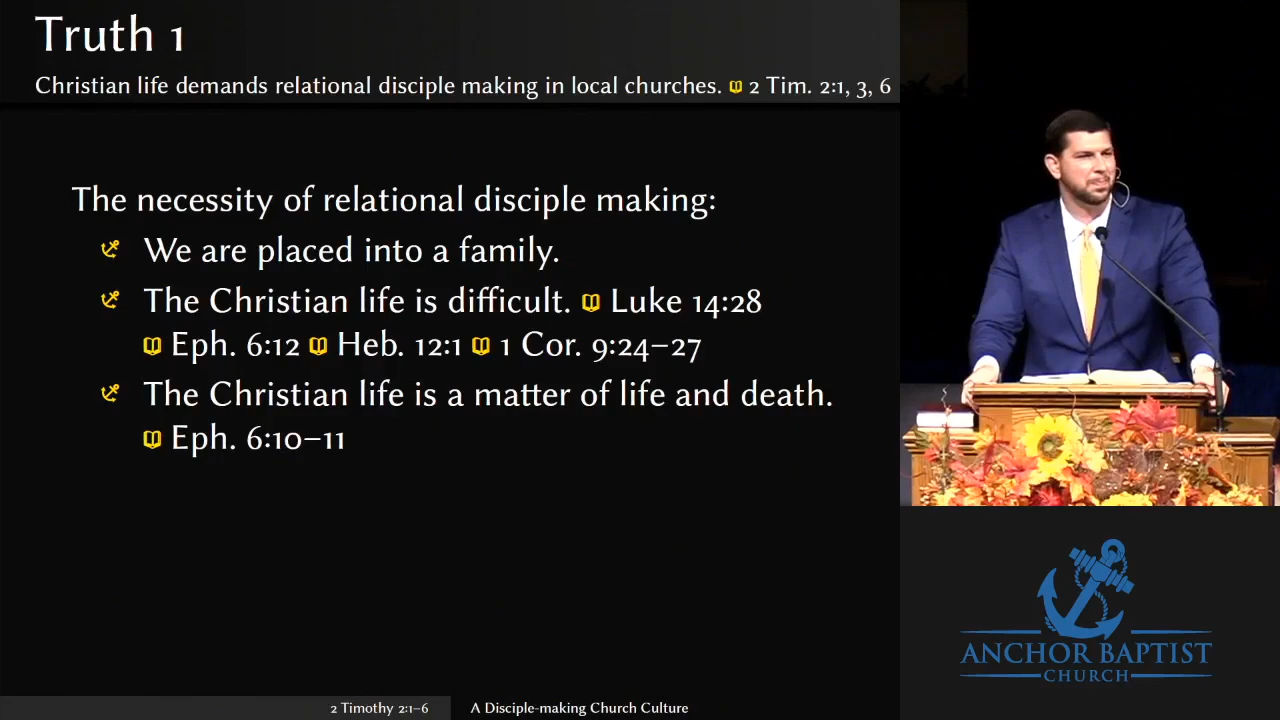 Truth 1
Christian life demands relational disciple making in local churches. 2 Tim. 2:1, 3, 6
The necessity of relational disciple making:
We are placed into a family.
The Christian life is difficult. Luke 14:28
Eph. 6:12 Heb. 12:1 1 Cor. 9:24–27
The Christian life is a matter of life and death.
Eph. 6:10–11
2 Timothy 2:1–6 A Disciple-making Church Culture
ANCHOR BAPTIST
CHURCH